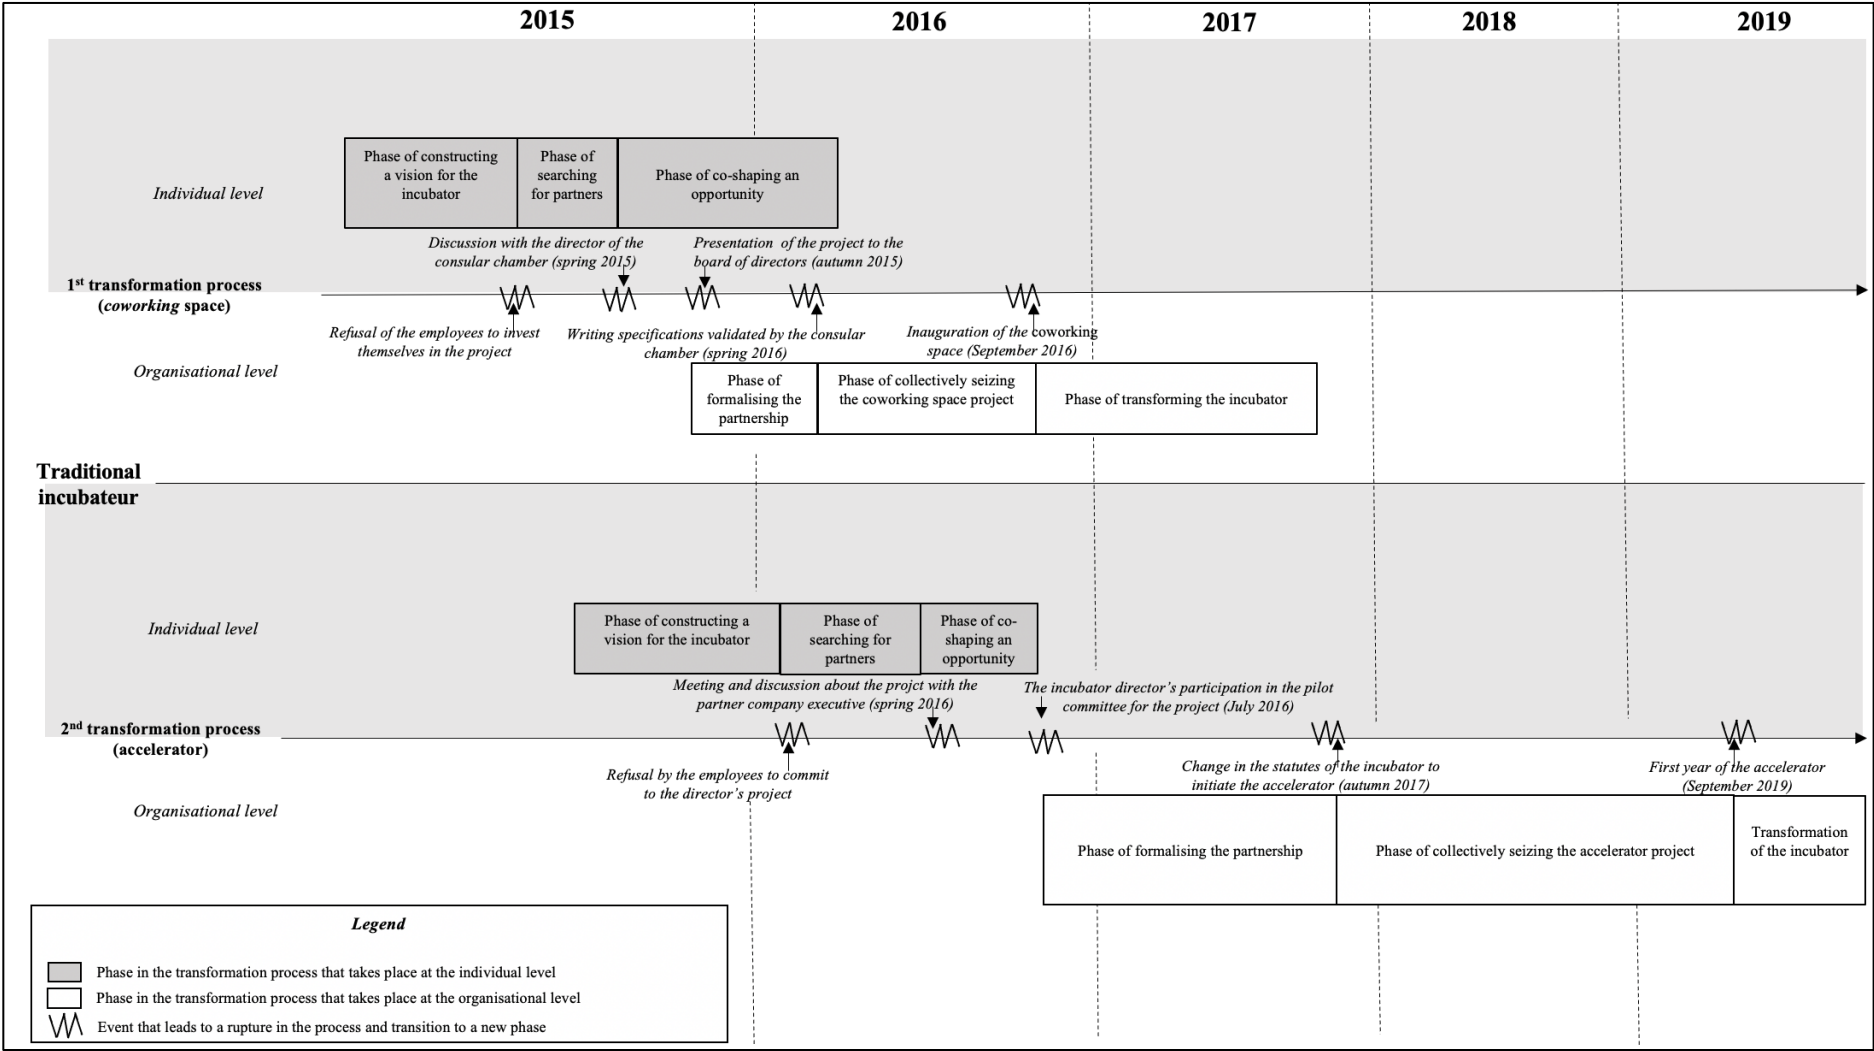 2015 2016 2017 2018 2019
Phase of constructing
a vision for the
incubator
Phase of
searching
for partners
Phase of co-shaping an
opportunity
Individual level
Discussion with the director of the
consular chamber (spring 2015)
Presentation of the project to the
board of directors (autumn 2015)
1st transformation process
(coworking space)
Refusal of the employees to invest
themselves in the project
Writing specifications validated by the consular
chamber (spring 2016)
Inauguration of the coworking
space (September 2016)
Organisational level
Phase of
formalising the
partnership
Phase of collectively seizing
the coworking space project
Phase of transforming the incubator
Traditional
incubateur
Individual level
Phase of constructing a
vision for the incubator
Phase of
searching for
partners
Phase of co-
shaping an
opportunity
Meeting and discussion about the projct with the
partner company executive (spring 2016)
The incubator director's participation in the pilot
committee for the project (July 2016)
2nd transformation process
(accelerator)
Refusal by the employees to commit
to the director's project
Change in the statutes of the incubator to
initiate the accelerator (autumn 2017)
First year of the accelerator
(September 2019)
Organisational level
Phase of formalising the partnership
Phase of collectively seizing the accelerator project
Transformation
of the incubator
Legend
Phase in the transformation process that takes place at the individual level
Phase in the transformation process that takes place at the organisational level
Event that leads to a rupture in the process and transition to a new phase